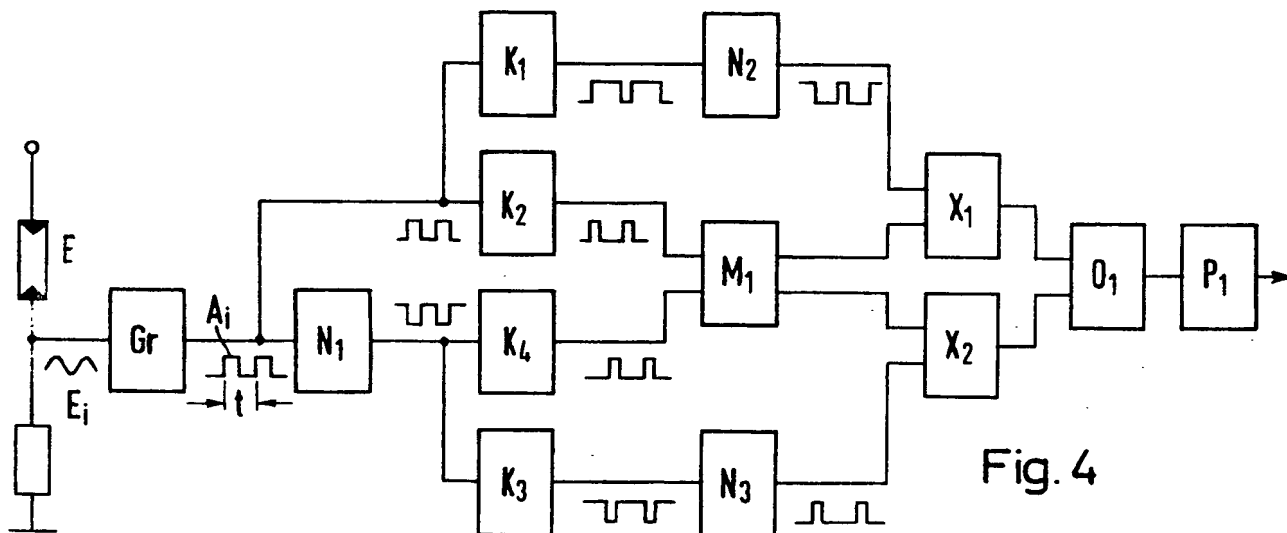 K₁
N₂
K₂
X₁
E
M₁
O₁
P₁
Aᵢ
Gr
N₁
K₄
X₂
Eᵢ
t
K₃
N₃
Fig. 4